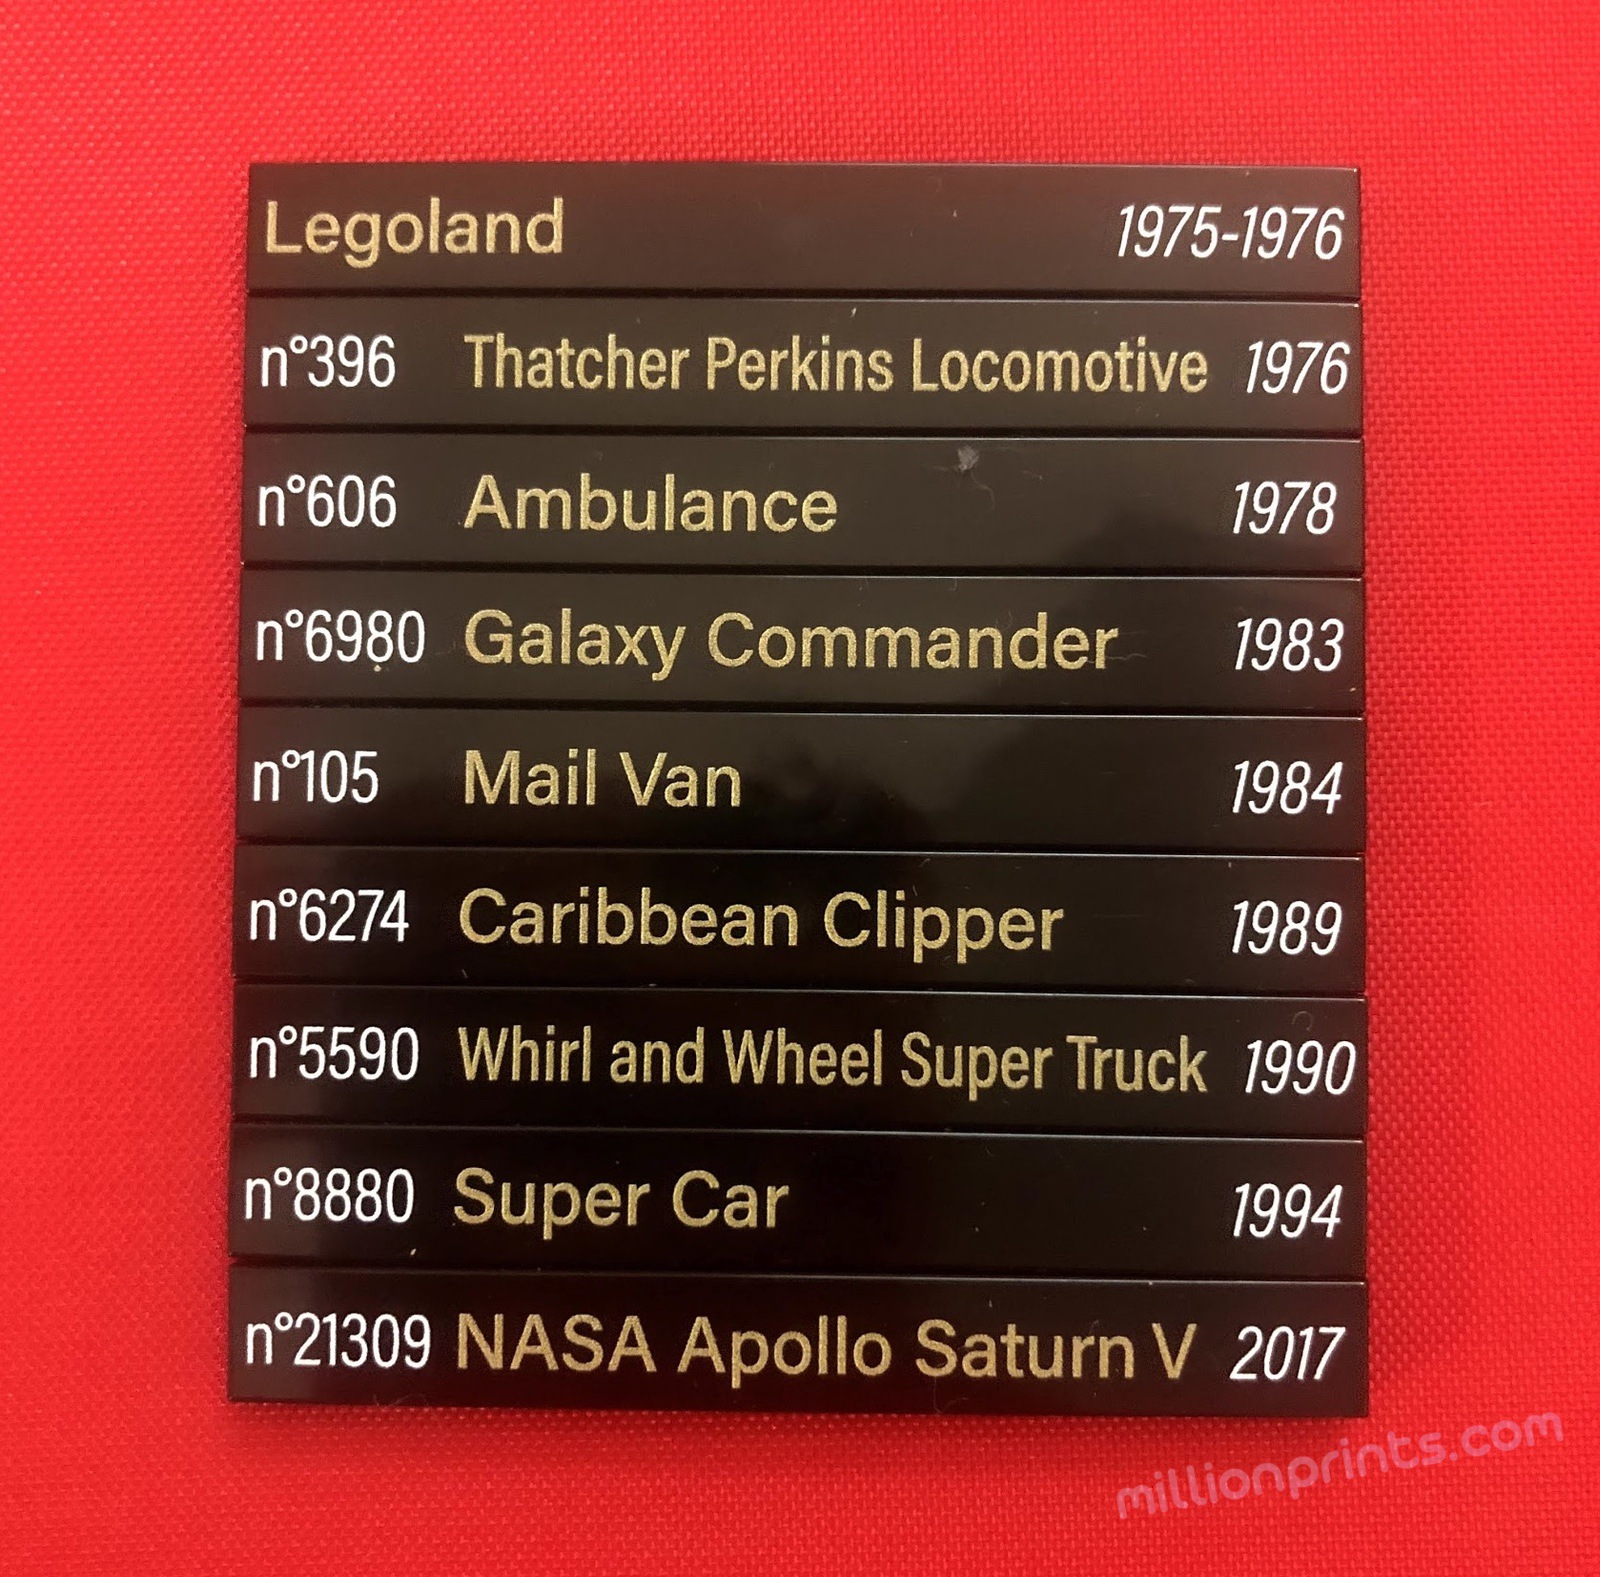 Legoland 1975-1976
n°396 Thatcher Perkins Locomotive 1976
n°606 Ambulance 1978
n°6980 Galaxy Commander 1983
n°105 Mail Van 1984
n°6274 Caribbean Clipper 1989
n°5590 Whirl and Wheel Super Truck 1990
n°8880 Super Car 1994
n°21309 NASA Apollo Saturn V 2017
millionprints.com